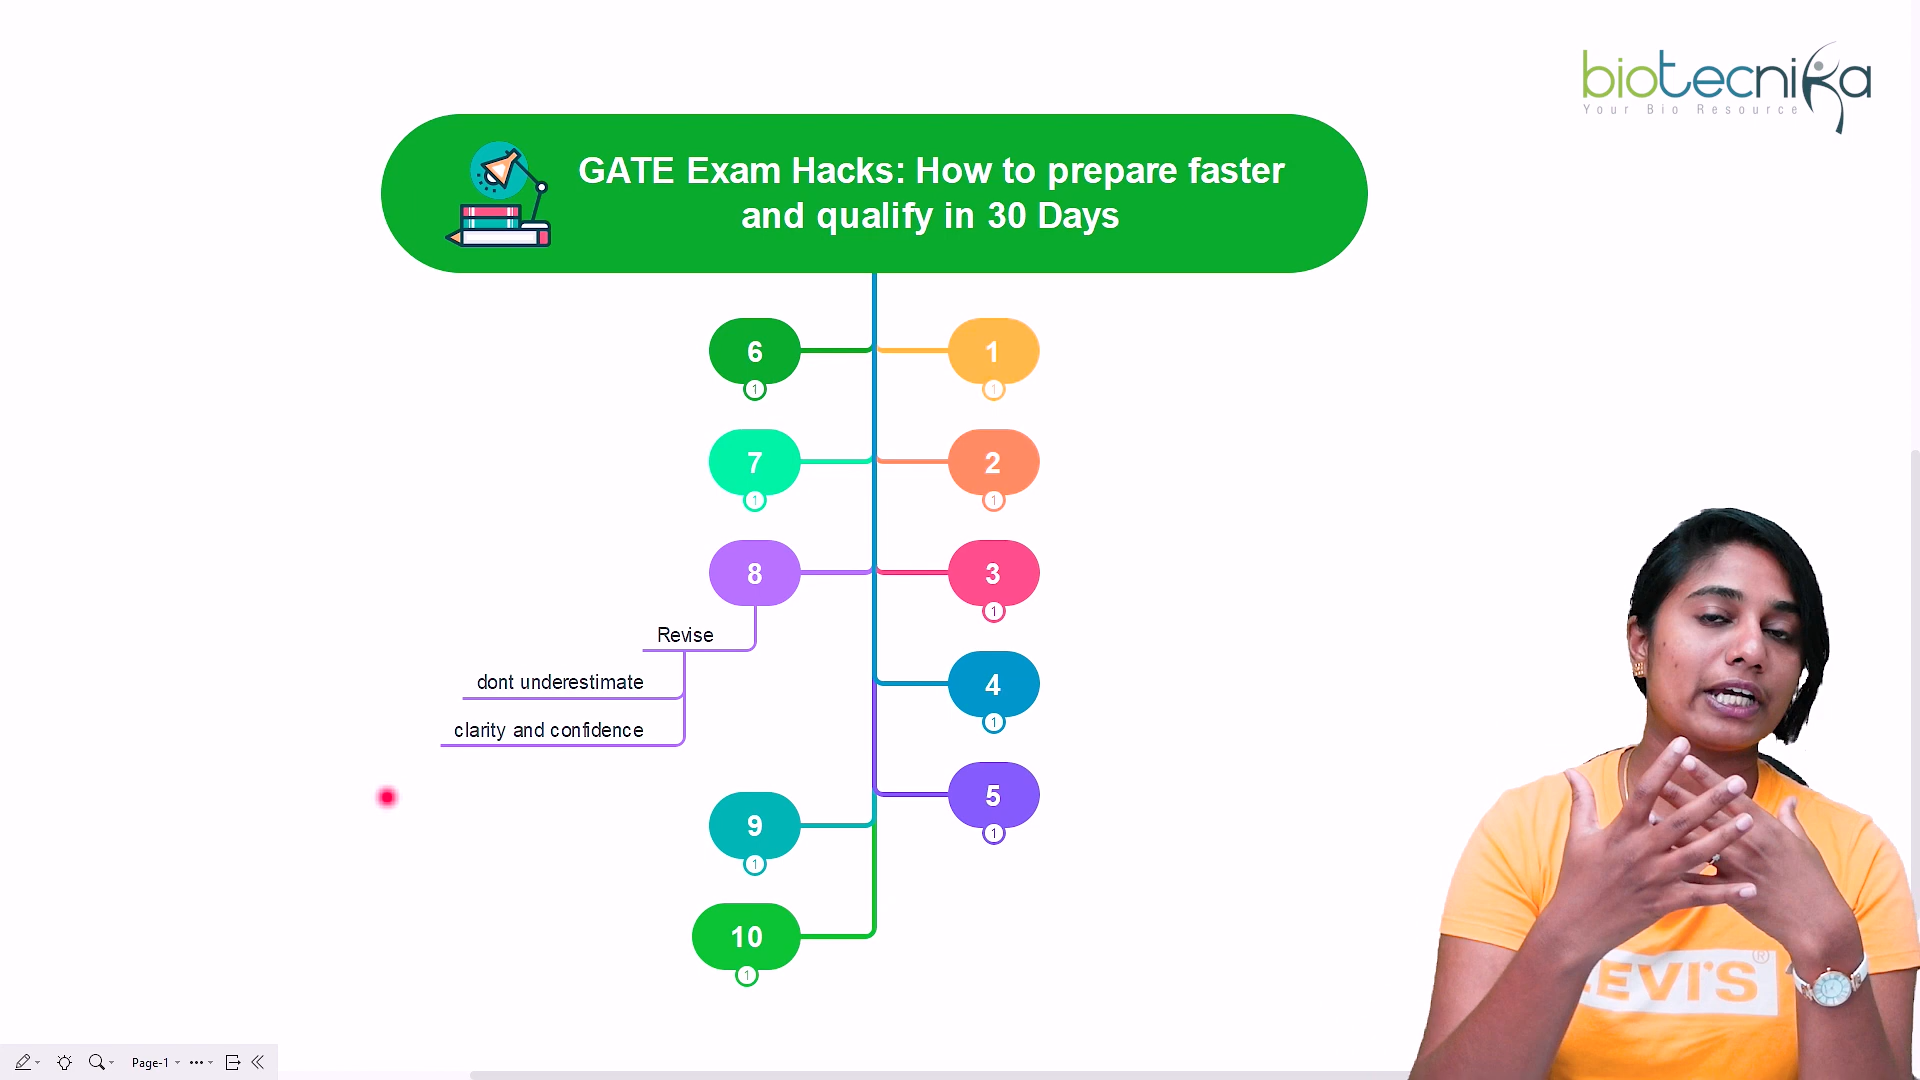 biotecnika
Your Bio Resource
GATE Exam Hacks: How to prepare faster
and qualify in 30 Days
6
1
1
1
7
1
2
1
8
3
1
Revise
dont underestimate
clarity and confidence
4
1
5
1
9
1
10
1
EVI'S
®
Page-1